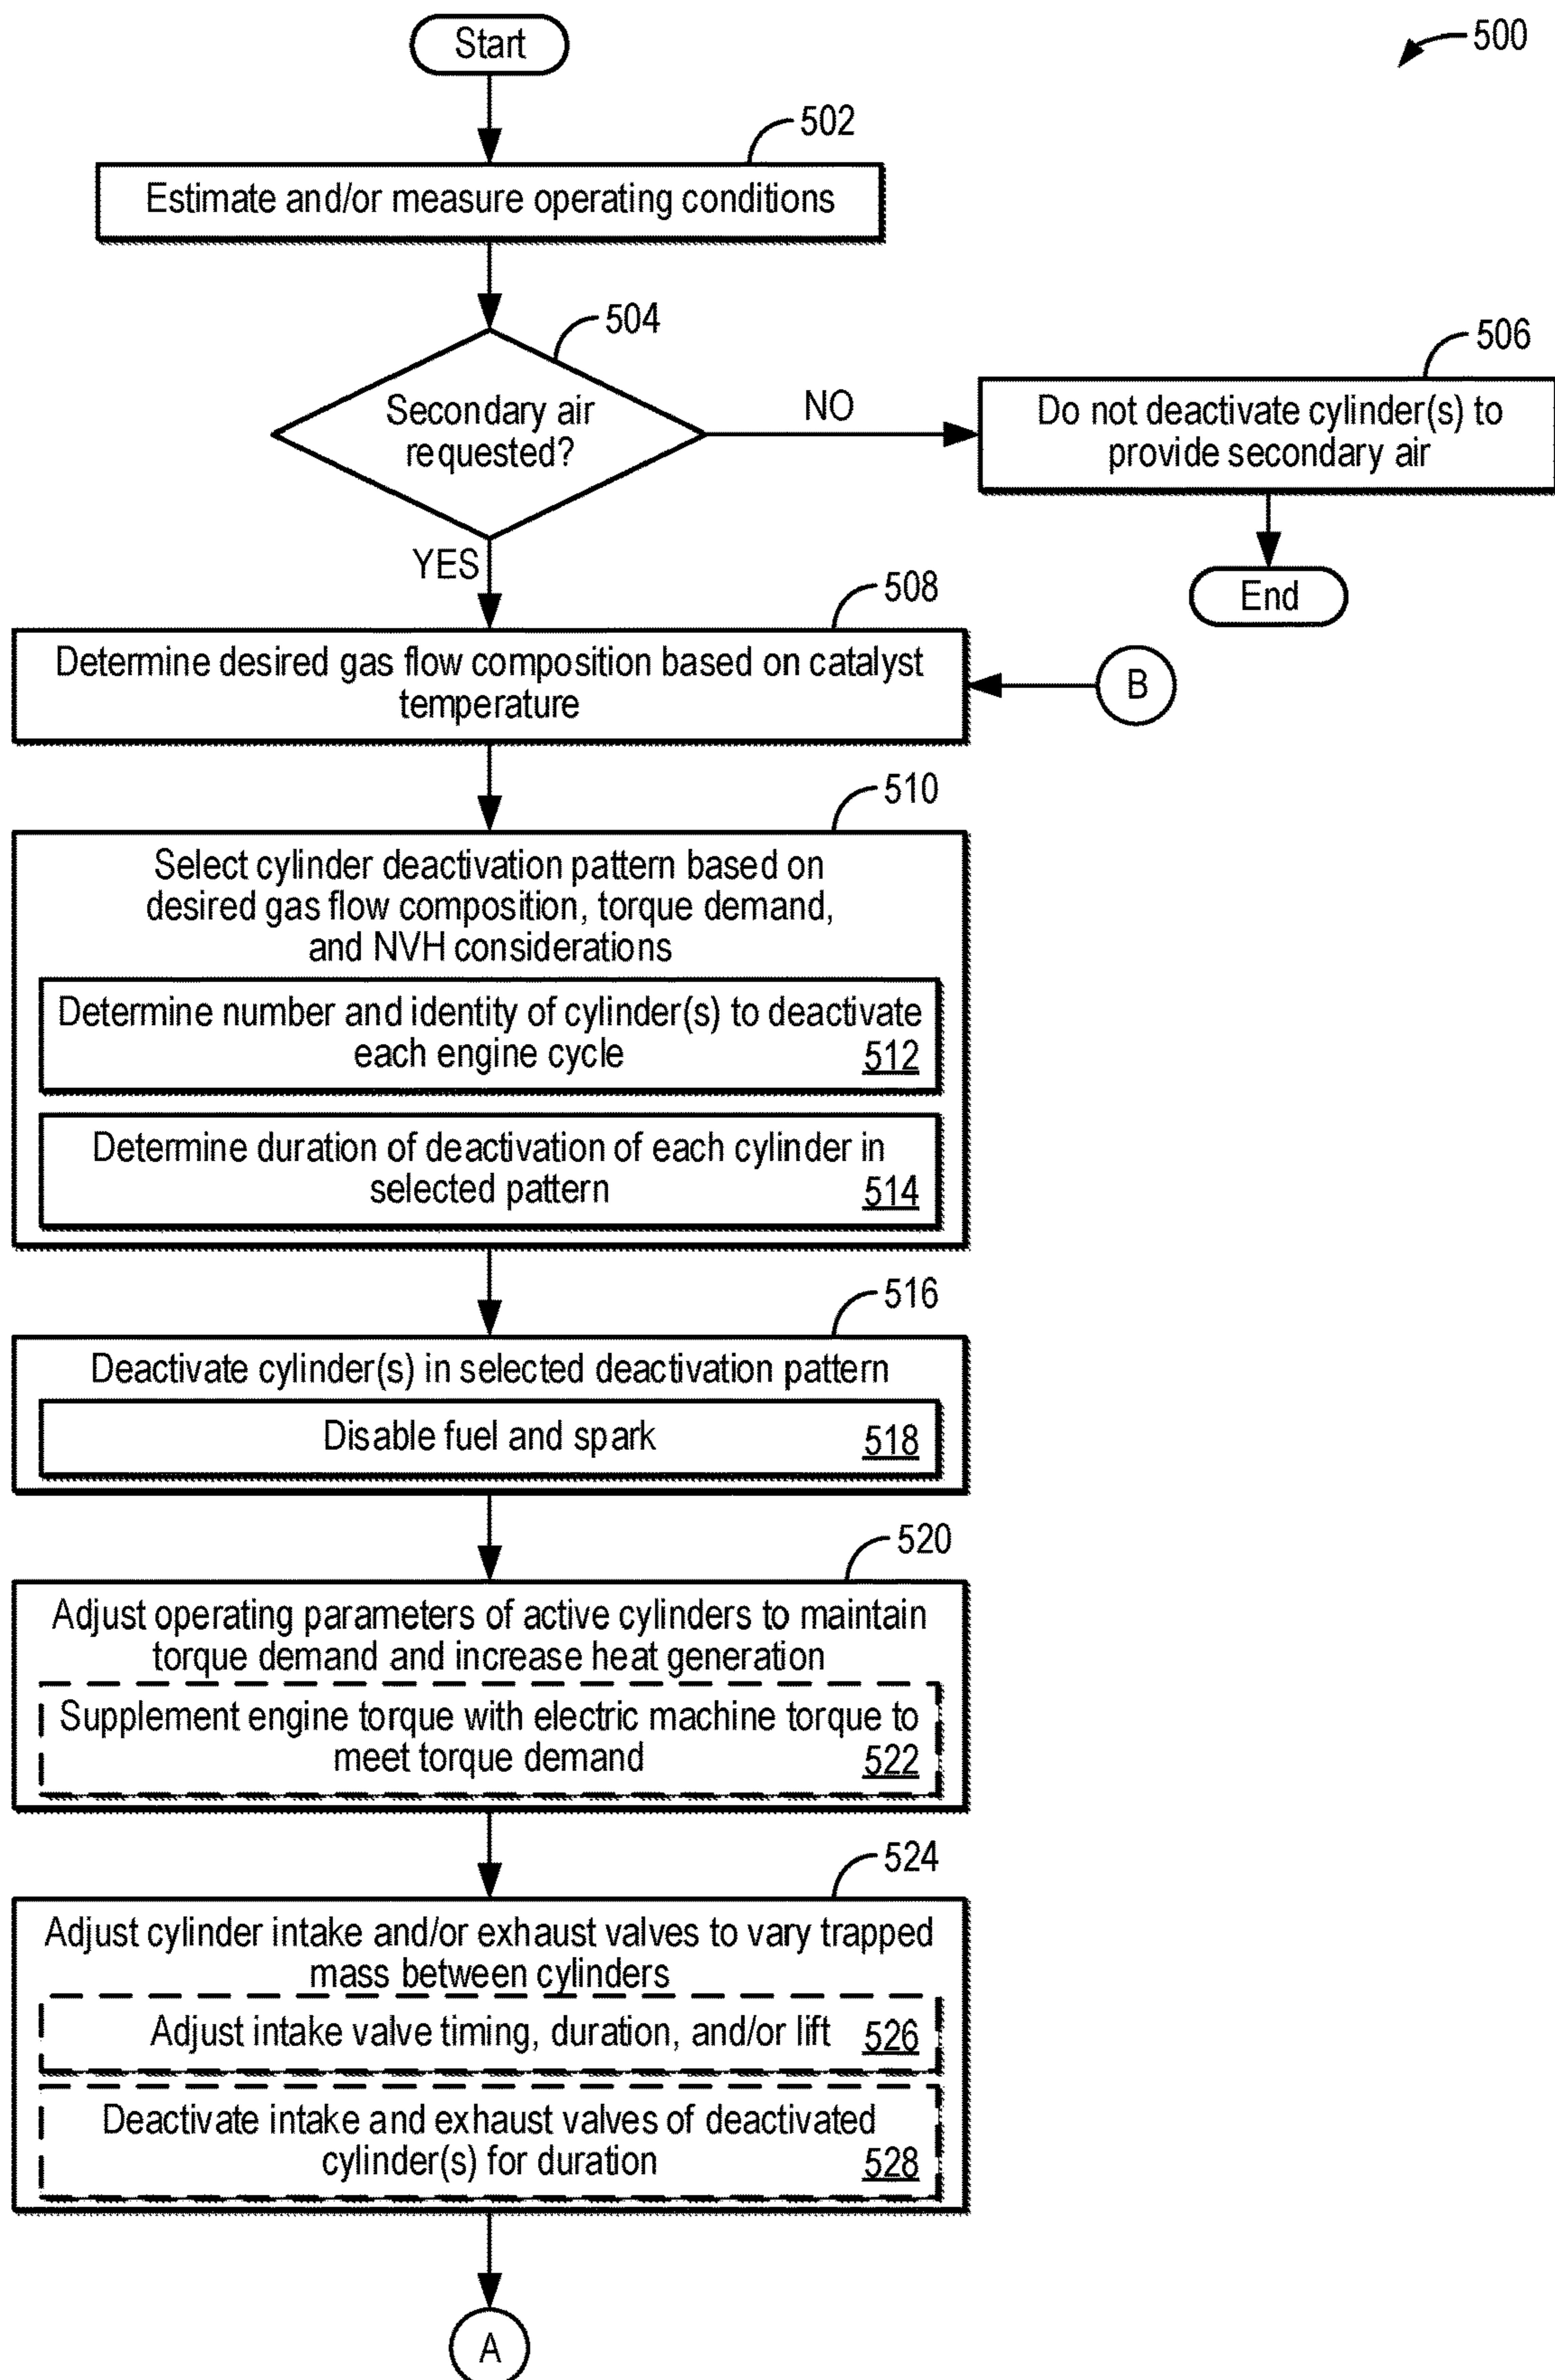 Start
500
502
Estimate and/or measure operating conditions
504
Secondary air
requested?
NO
506
Do not deactivate cylinder(s) to
provide secondary air
YES
End
508
Determine desired gas flow composition based on catalyst
temperature
B
510
Select cylinder deactivation pattern based on
desired gas flow composition, torque demand,
and NVH considerations
Determine number and identity of cylinder(s) to deactivate
each engine cycle 512
Determine duration of deactivation of each cylinder in
selected pattern 514
516
Deactivate cylinder(s) in selected deactivation pattern
Disable fuel and spark 518
520
Adjust operating parameters of active cylinders to maintain
torque demand and increase heat generation
Supplement engine torque with electric machine torque to
meet torque demand 522
524
Adjust cylinder intake and/or exhaust valves to vary trapped
mass between cylinders
Adjust intake valve timing, duration, and/or lift 526
Deactivate intake and exhaust valves of deactivated
cylinder(s) for duration 528
A